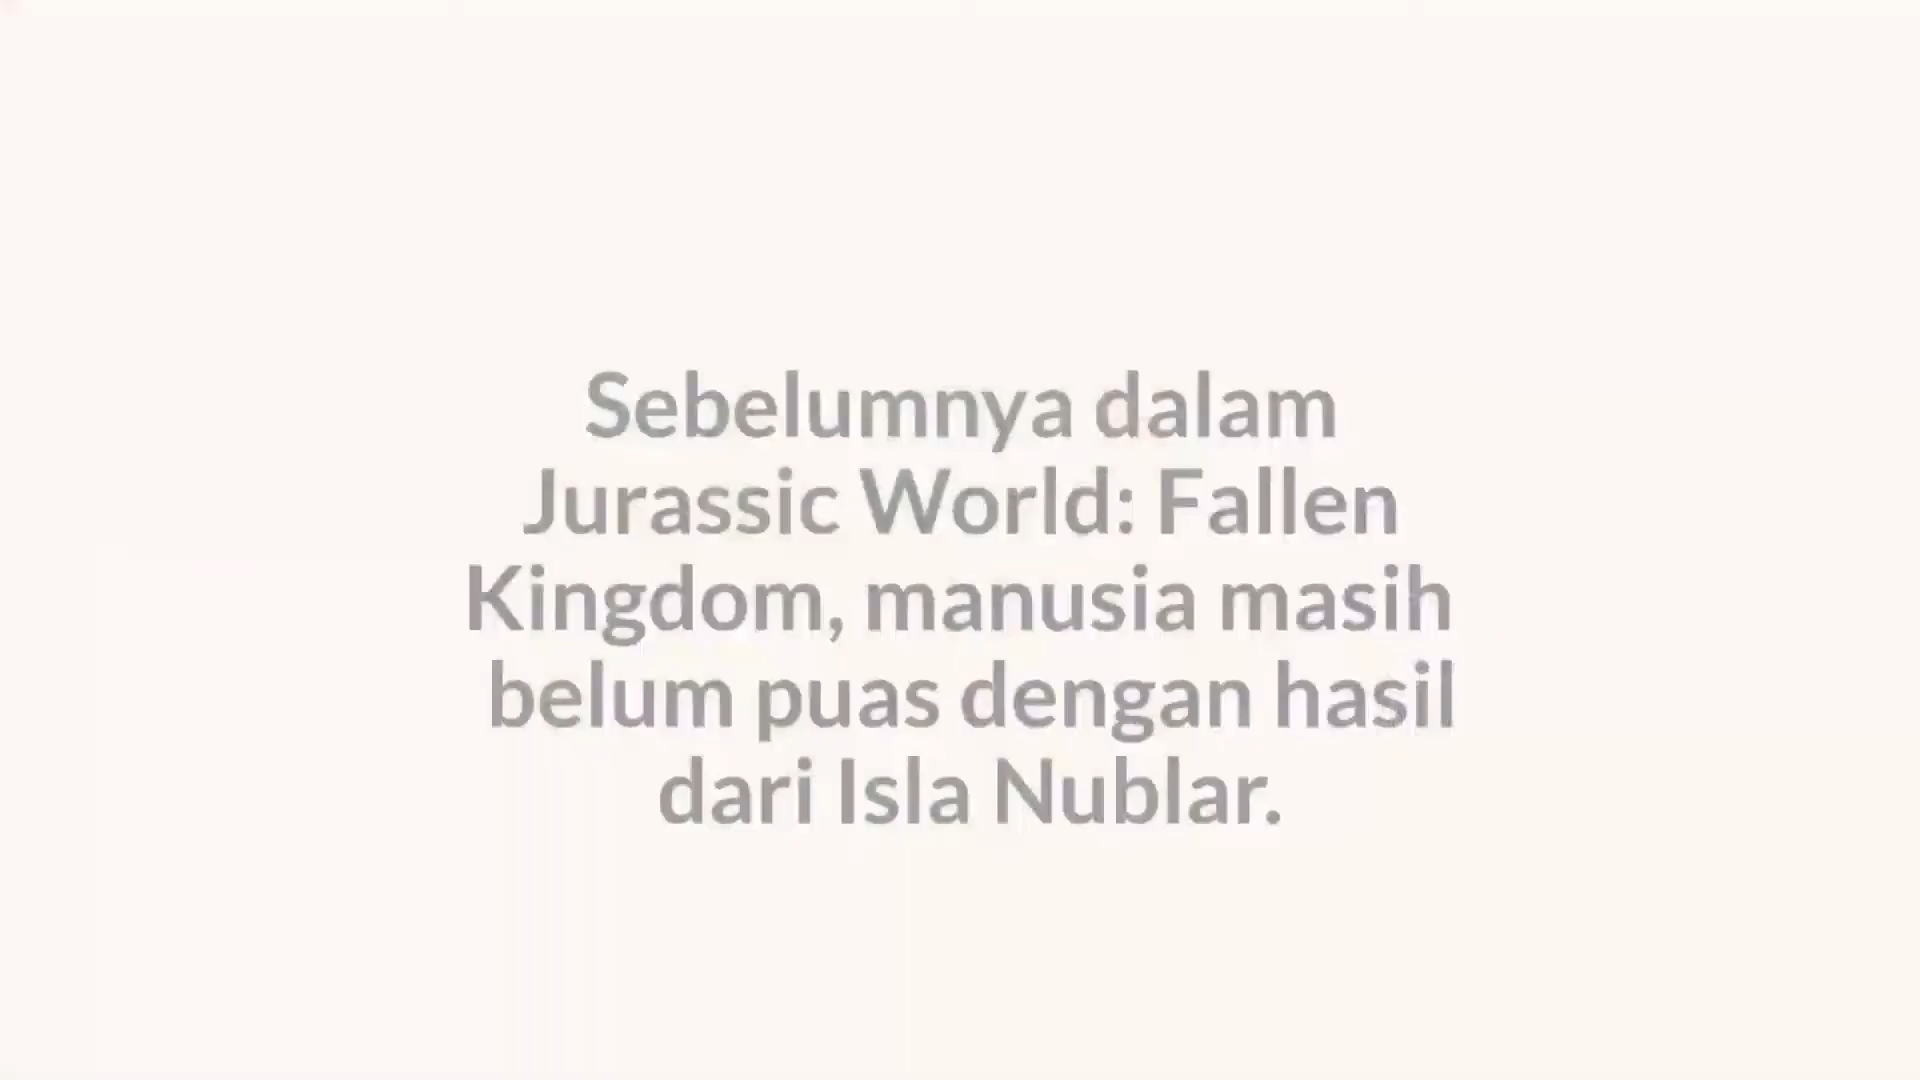 Sebelumnya dalam
Jurassic World: Fallen
Kingdom, manusia masih
belum puas dengan hasil
dari Isla Nublar.